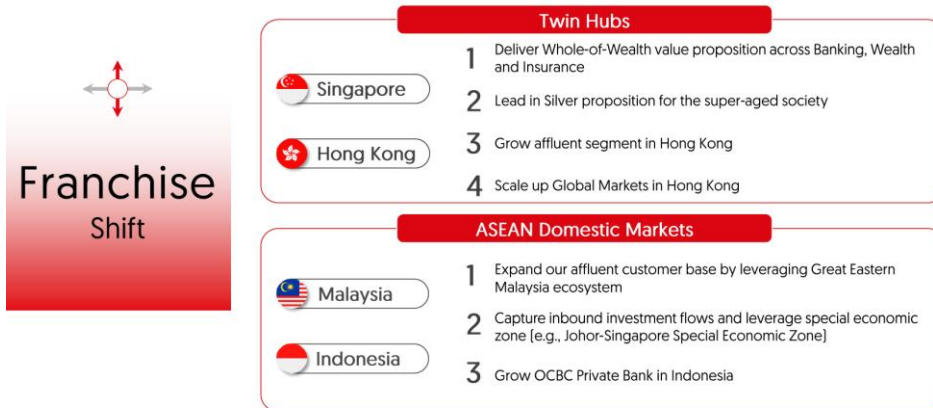 Franchise
Shift
Twin Hubs
Singapore
Hong Kong
1 Deliver Whole-of-Wealth value proposition across Banking, Wealth
and Insurance
2 Lead in Silver proposition for the super-aged society
3 Grow affluent segment in Hong Kong
4 Scale up Global Markets in Hong Kong
ASEAN Domestic Markets
Malaysia
Indonesia
1 Expand our affluent customer base by leveraging Great Eastern
Malaysia ecosystem
2 Capture inbound investment flows and leverage special economic
zone [e.g., Johor-Singapore Special Economic Zone]
3 Grow OCBC Private Bank in Indonesia